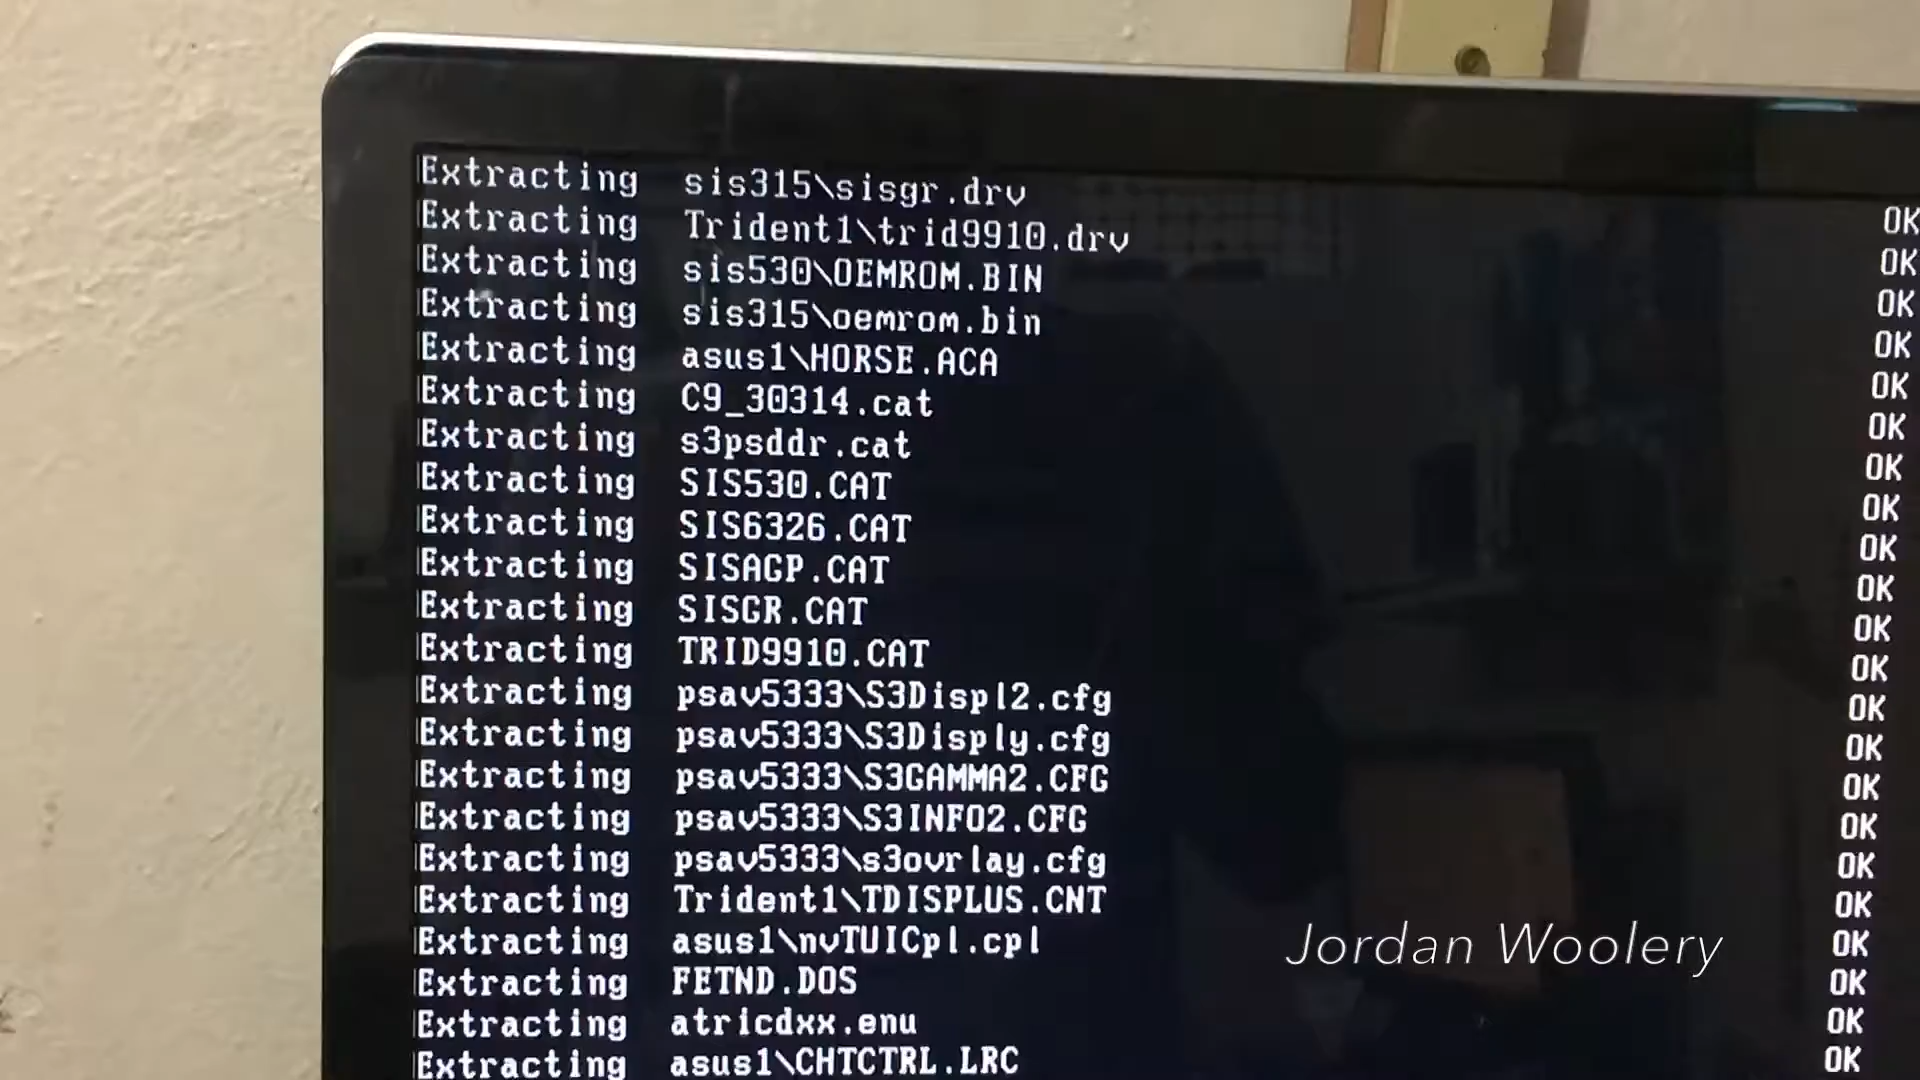 Extracting sis315\sisgr.drv OK
Extracting Trident1\trid9910.drv OK
Extracting sis530\OEMROM.BIN OK
Extracting sis315\oemrom.bin OK
Extracting asus1\HORSE.ACA OK
Extracting C9_30314.cat OK
Extracting s3psddr.cat OK
Extracting SIS530.CAT OK
Extracting SIS6326.CAT OK
Extracting SISAGP.CAT OK
Extracting SISGR.CAT OK
Extracting TRID9910.CAT OK
Extracting psav5333\S3Displ2.cfg OK
Extracting psav5333\S3Disply.cfg OK
Extracting psav5333\S3GAMMA2.CFG OK
Extracting psav5333\S3INFO2.CFG OK
Extracting psav5333\s3ovrlay.cfg OK
Extracting Trident1\TDISPLUS.CNT OK
Extracting asus1\nvTUICpl.cpl OK
Extracting FETND.DOS OK
Extracting atricdxx.enu OK
Extracting asus1\CHTCTRL.LRC OK
Jordan Woolery